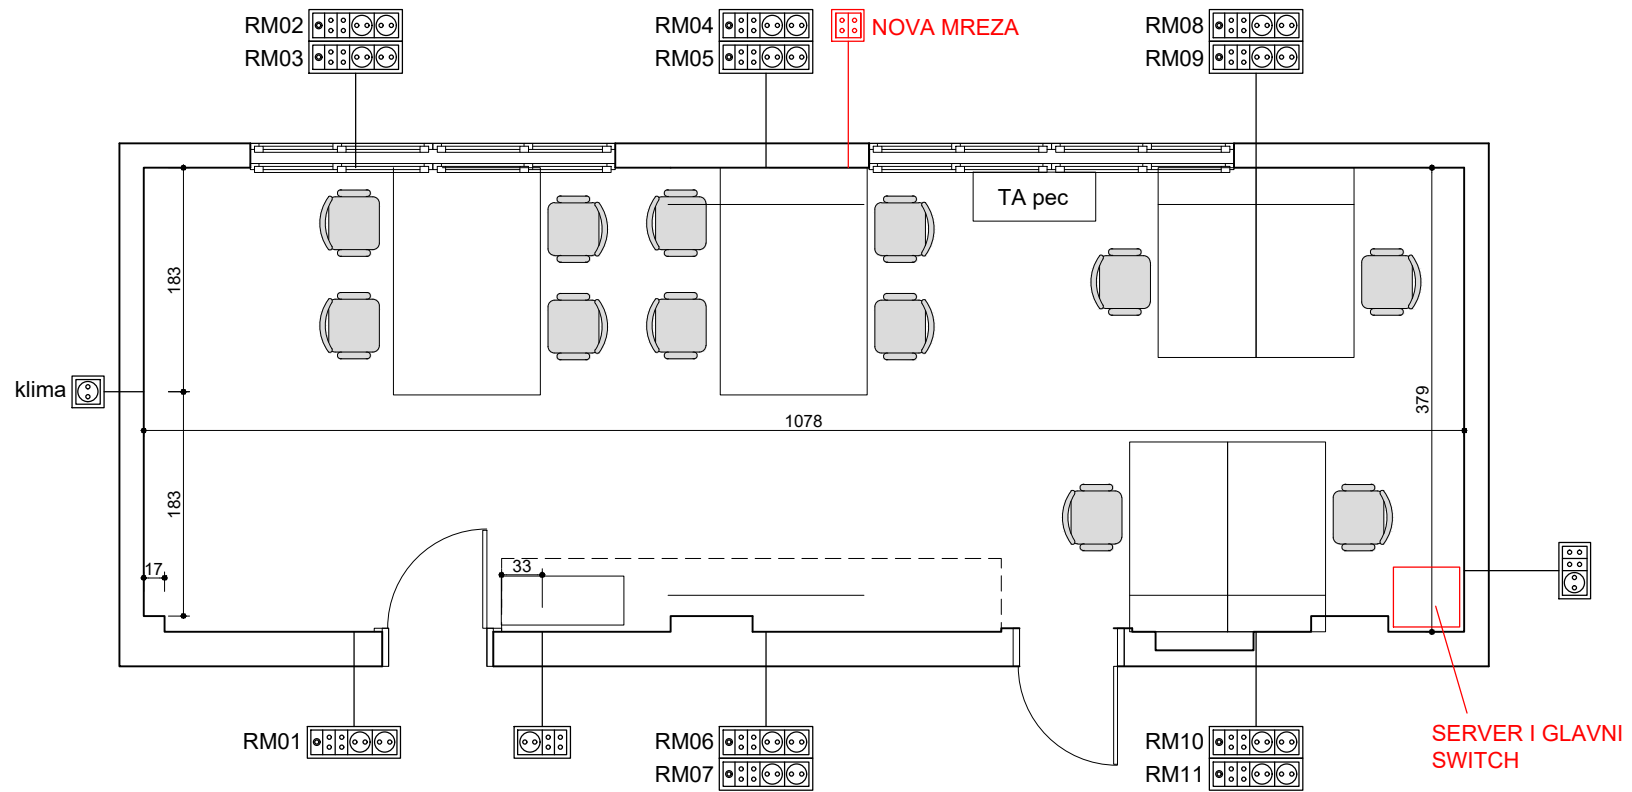 RM02
RM03
RM04
RM05
NOVA MREZA
RM08
RM09
TA pec
183
klima
1078
379
183
17
33
RM01
RM06
RM07
RM10
RM11
SERVER I GLAVNI
SWITCH